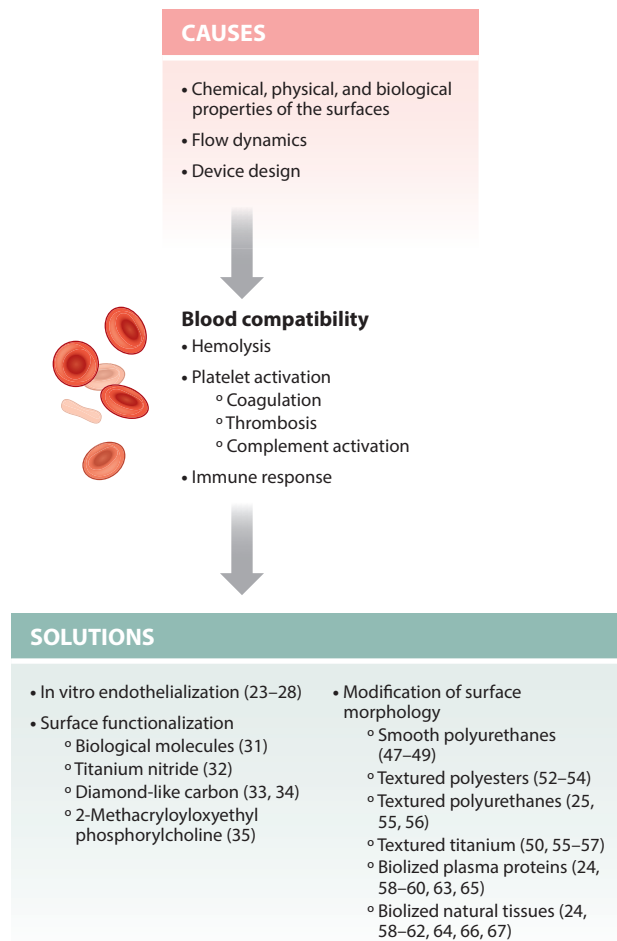 CAUSES
• Chemical, physical, and biological
properties of the surfaces
• Flow dynamics
• Device design
Blood compatibility
• Hemolysis
• Platelet activation
º Coagulation
º Thrombosis
º Complement activation
• Immune response
SOLUTIONS
• In vitro endothelialization (23–28)
• Surface functionalization
º Biological molecules (31)
º Titanium nitride (32)
º Diamond-like carbon (33, 34)
º 2-Methacryloyloxyethyl
phosphorylcholine (35)
• Modification of surface
morphology
º Smooth polyurethanes
(47–49)
º Textured polyesters (52–54)
º Textured polyurethanes (25,
55, 56)
º Textured titanium (50, 55–57)
º Biolized plasma proteins (24,
58–60, 63, 65)
º Biolized natural tissues (24,
58–62, 64, 66, 67)